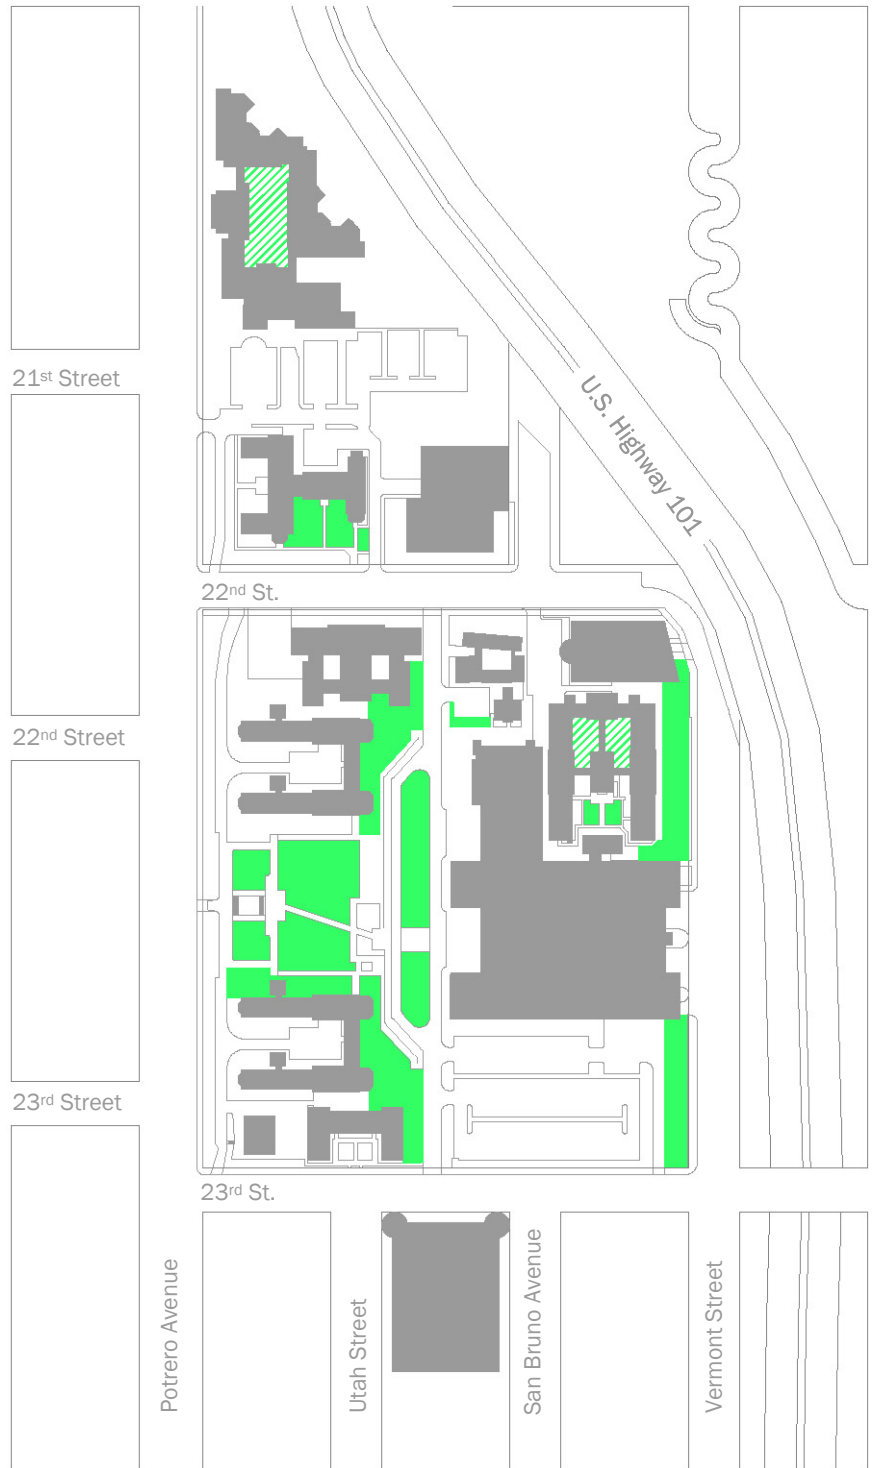 21st Street
U.S. Highway 101
22nd St.
22nd Street
23rd Street
23rd St.
Potrero Avenue
Utah Street
San Bruno Avenue
Vermont Street